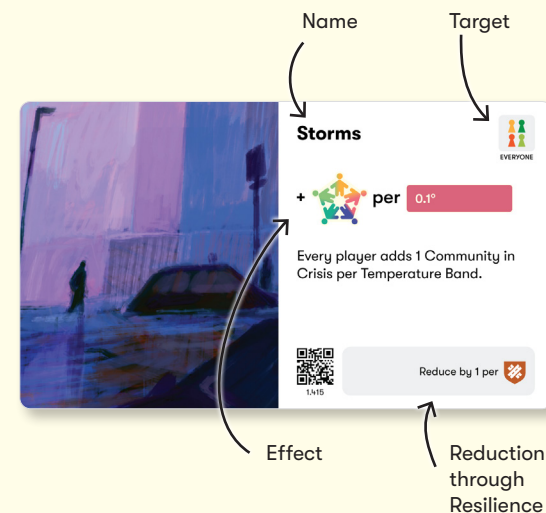 Name
Target
Storms
EVERYONE
+ per 0.1°
Every player adds 1 Community in
Crisis per Temperature Band.
1.415
Reduce by 1 per
Effect
Reduction
through
Resilience